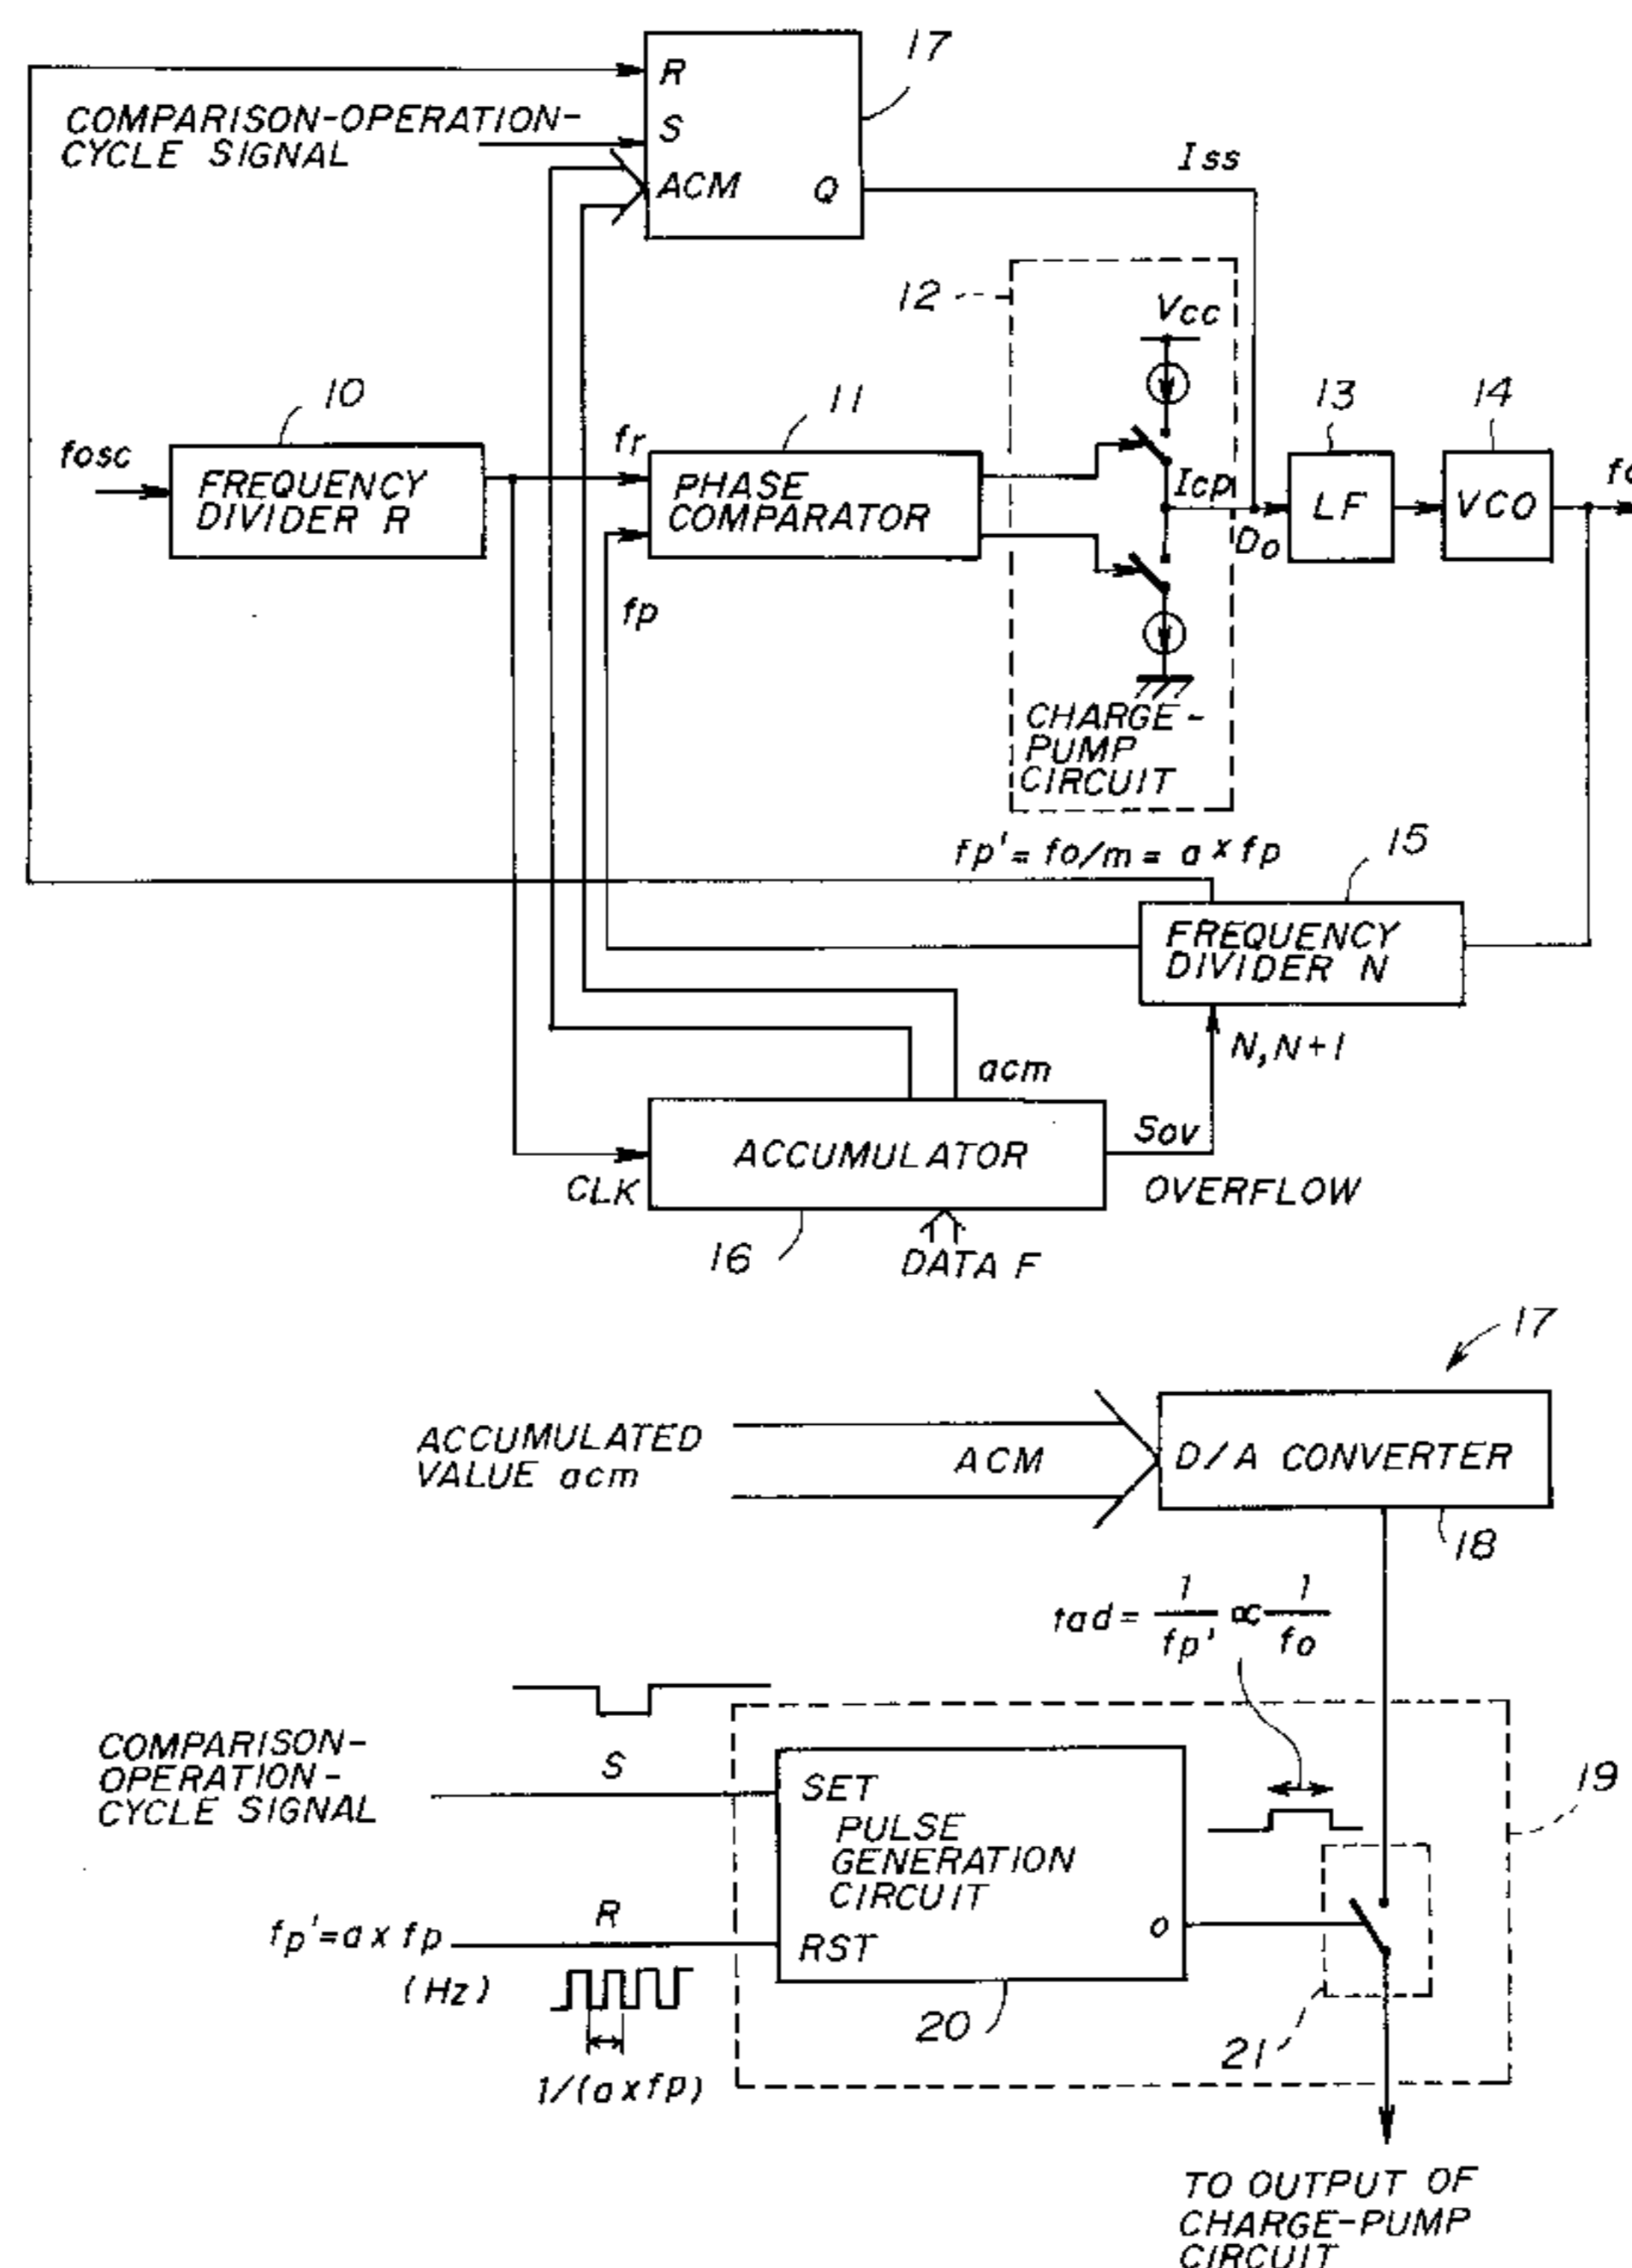 17
R
COMPARISON-OPERATION-
CYCLE SIGNAL
S
ACM
Q
Iss
12
Vcc
10
11
13
14
fosc
FREQUENCY
DIVIDER R
fr
PHASE
COMPARATOR
Icp
Do
LF
VCO
fp
CHARGE-
PUMP
CIRCUIT
fp' = fo/m = a × fp
15
FREQUENCY
DIVIDER N
N, N+1
acm
ACCUMULATOR
Sov
CLK
OVERFLOW
16
DATA F
17
ACCUMULATED
VALUE acm
ACM
D/A CONVERTER
18
tad = 1/fp' ∝ 1/fo
COMPARISON-
OPERATION-
CYCLE SIGNAL
S
SET
PULSE
GENERATION
CIRCUIT
19
fp' = a x fp
(Hz)
R
RST
O
20
21
1/(a x fp)
TO OUTPUT OF
CHARGE-PUMP
CIRCUIT